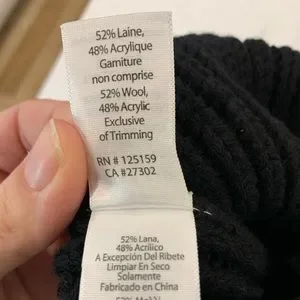 52% Laine,
48% Acrylique
Garniture
non comprise
52% Wool,
48% Acrylic
Exclusive
of Trimming
RN # 125159
CA #27302
52% Lana,
48% Acrilico
A Excepción Del Ribete
Limpiar En Seco
Solamente
Fabricado en China